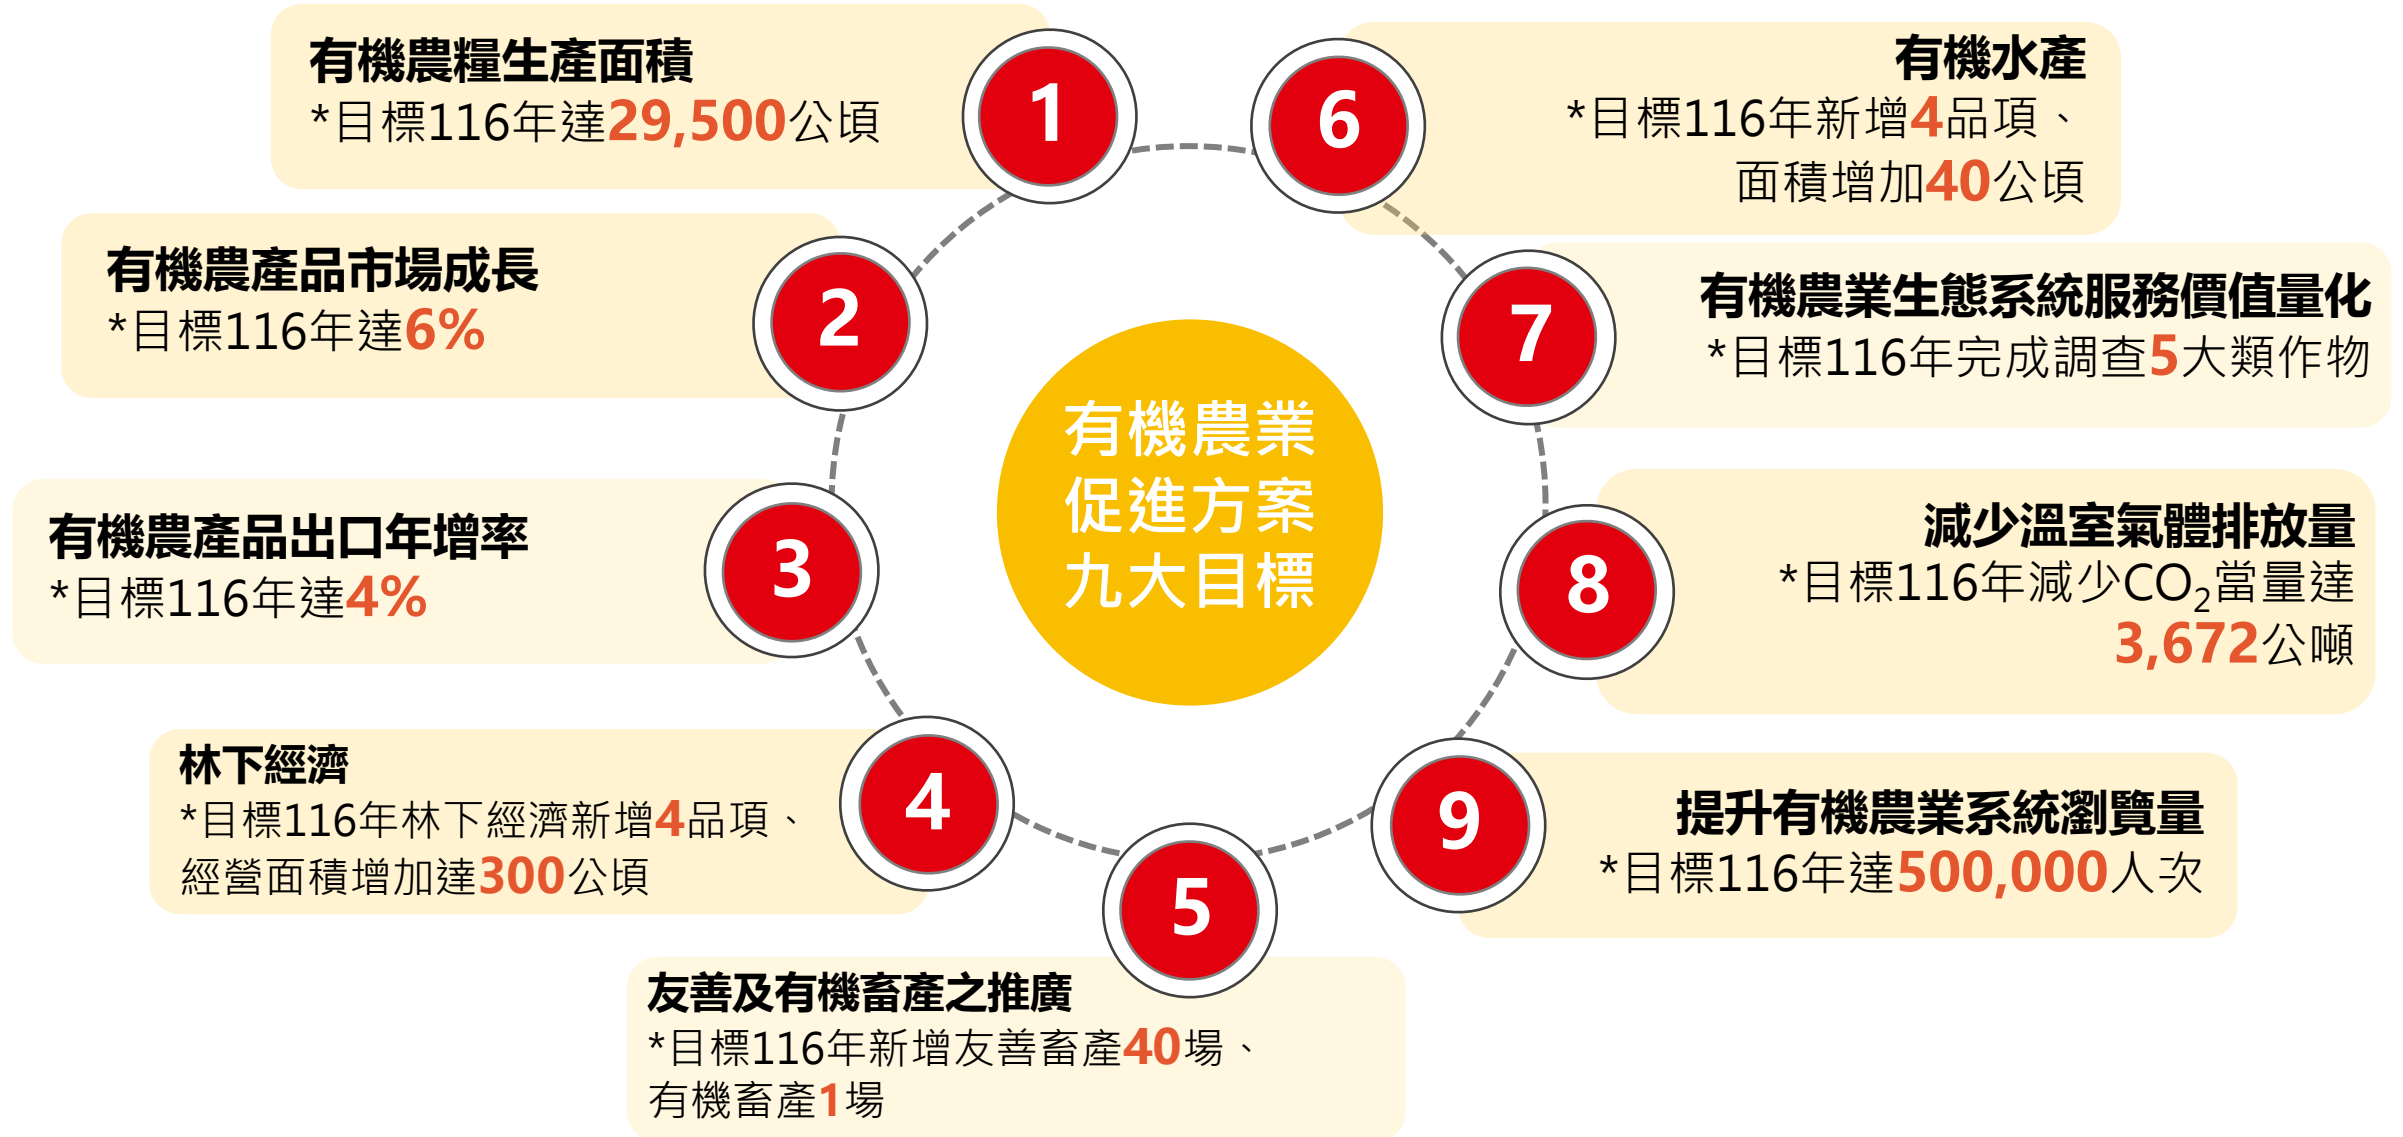 有機農業
促進方案
九大目標
1
有機農糧生產面積
*目標116年達29,500公頃
2
有機農產品市場成長
*目標116年達6%
3
有機農產品出口年增率
*目標116年達4%
4
林下經濟
*目標116年林下經濟新增4品項、
經營面積增加達300公頃
5
友善及有機畜產之推廣
*目標116年新增友善畜產40場、
有機畜產1場
6
有機水產
*目標116年新增4品項、
面積增加40公頃
7
有機農業生態系統服務價值量化
*目標116年完成調查5大類作物
8
減少溫室氣體排放量
*目標116年減少CO₂當量達
3,672公噸
9
提升有機農業系統瀏覽量
*目標116年達500,000人次